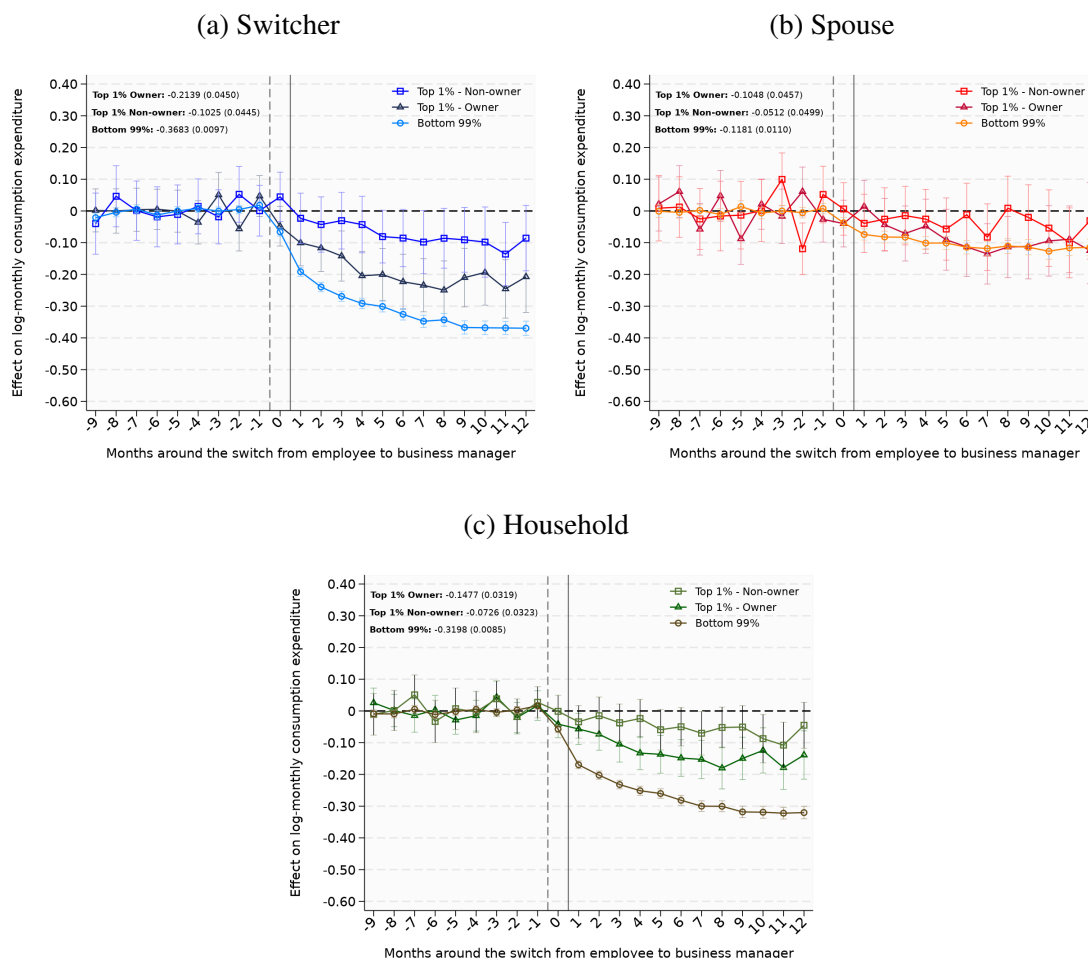 (a) Switcher
Effect on log-monthly consumption expenditure
0.40
0.30
0.20
0.10
0
-0.10
-0.20
-0.30
-0.40
-0.50
-0.60
Top 1% Owner: -0.2139 (0.0450)
Top 1% Non-owner: -0.1025 (0.0445)
Bottom 99%: -0.3683 (0.0097)
Top 1% - Non-owner
Top 1% - Owner
Bottom 99%
-9 -8 -7 -6 -5 -4 -3 -2 -1 0 1 2 3 4 5 6 7 8 9 10 11 12
Months around the switch from employee to business manager
(b) Spouse
Effect on log-monthly consumption expenditure
0.40
0.30
0.20
0.10
0
-0.10
-0.20
-0.30
-0.40
-0.50
-0.60
Top 1% Owner: -0.1048 (0.0457)
Top 1% Non-owner: -0.0512 (0.0499)
Bottom 99%: -0.1181 (0.0110)
Top 1% - Non-owner
Top 1% - Owner
Bottom 99%
-9 -8 -7 -6 -5 -4 -3 -2 -1 0 1 2 3 4 5 6 7 8 9 10 11 12
Months around the switch from employee to business manager
(c) Household
Effect on log-monthly consumption expenditure
0.40
0.30
0.20
0.10
0
-0.10
-0.20
-0.30
-0.40
-0.50
-0.60
Top 1% Owner: -0.1477 (0.0319)
Top 1% Non-owner: -0.0726 (0.0323)
Bottom 99%: -0.3198 (0.0085)
Top 1% - Non-owner
Top 1% - Owner
Bottom 99%
-9 -8 -7 -6 -5 -4 -3 -2 -1 0 1 2 3 4 5 6 7 8 9 10 11 12
Months around the switch from employee to business manager